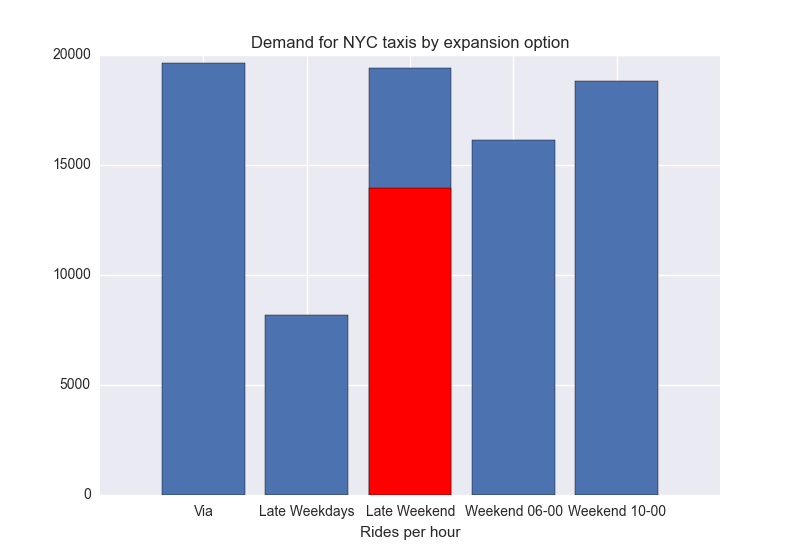 Demand for NYC taxis by expansion option
20000
15000
10000
5000
0
Via Late Weekdays Late Weekend Weekend 06-00 Weekend 10-00
Rides per hour